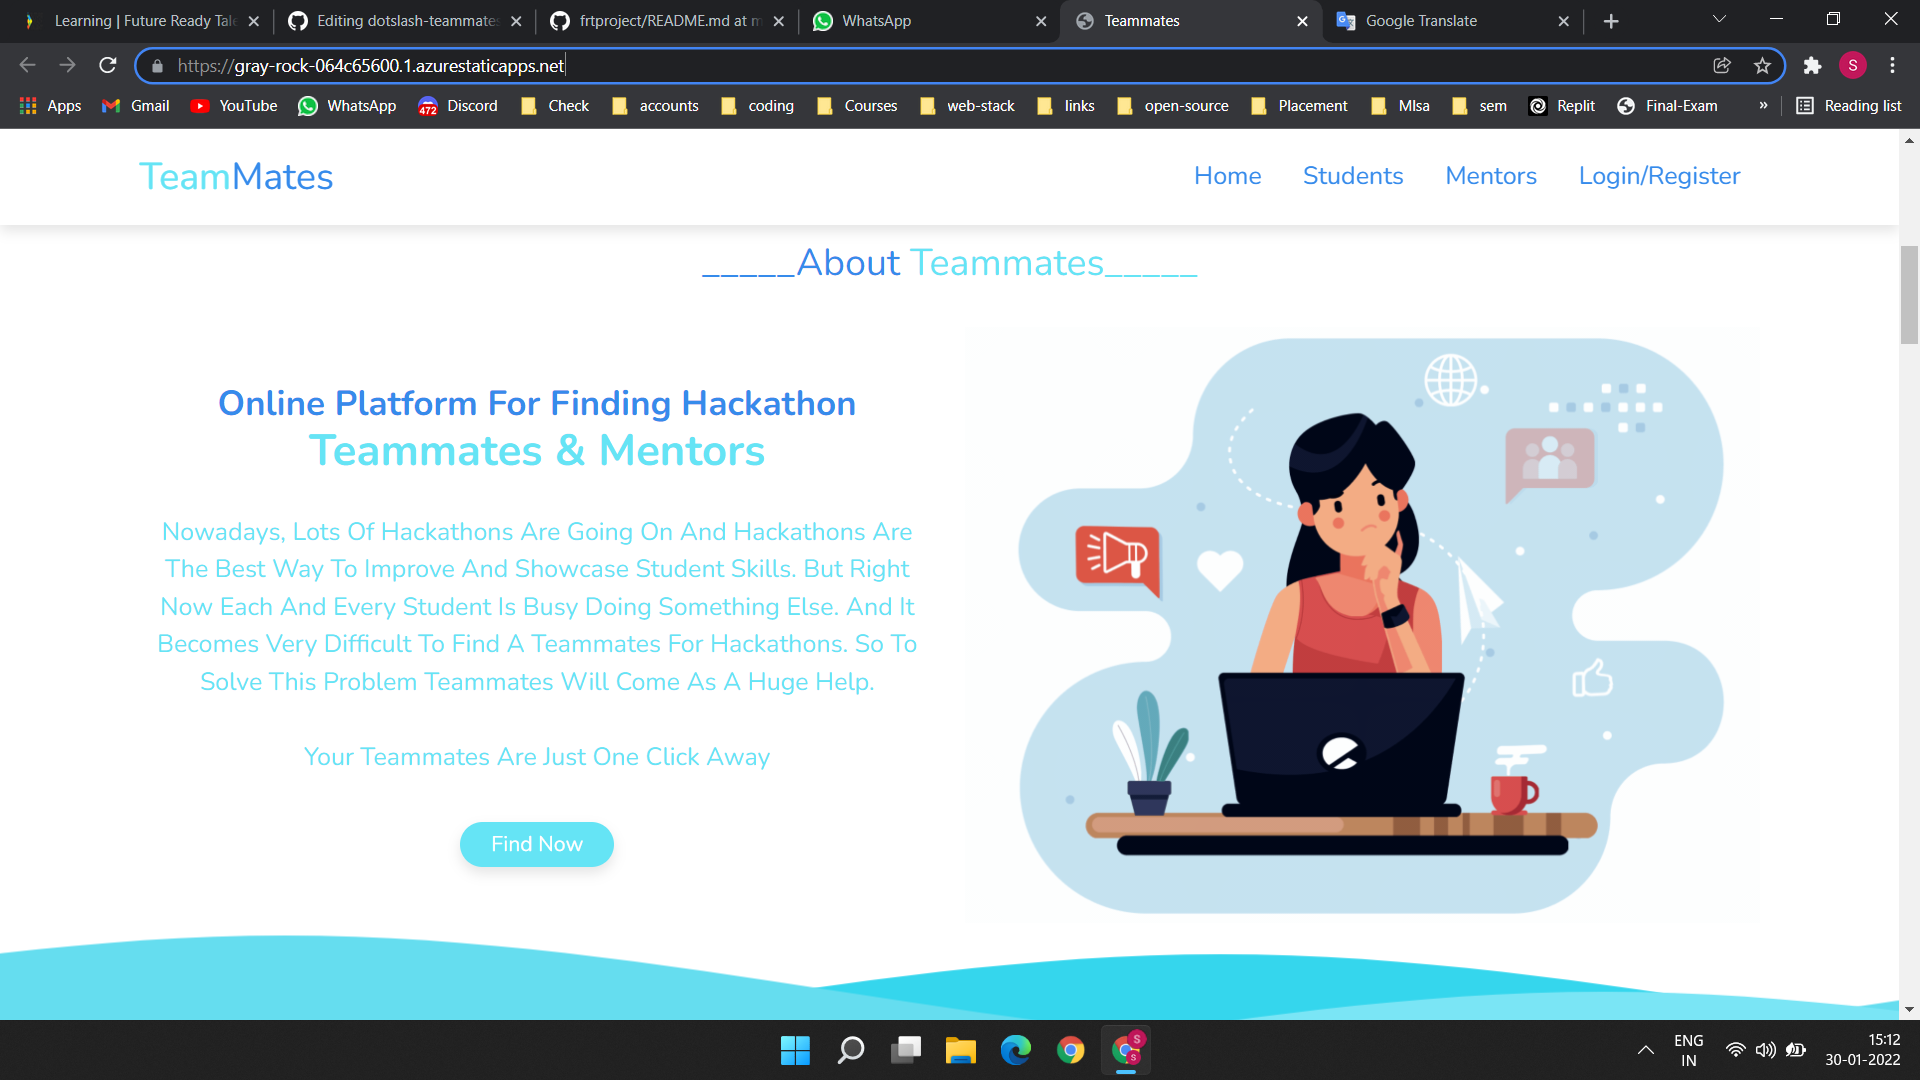 Learning | Future Ready Tal
Editing dotslash-teammates
frtproject/README.md at m
WhatsApp
Teammates
Google Translate
https://gray-rock-064c65600.1.azurestaticapps.net
S
Apps
Gmail
YouTube
WhatsApp
472
Discord
Check
accounts
coding
Courses
web-stack
links
open-source
Placement
Mlsa
sem
Replit
Final-Exam
»
Reading list
TeamMates
Home
Students
Mentors
Login/Register
_____About Teammates_____
Online Platform For Finding Hackathon
Teammates & Mentors
Nowadays, Lots Of Hackathons Are Going On And Hackathons Are
The Best Way To Improve And Showcase Student Skills. But Right
Now Each And Every Student Is Busy Doing Something Else. And It
Becomes Very Difficult To Find A Teammates For Hackathons. So To
Solve This Problem Teammates Will Come As A Huge Help.
Your Teammates Are Just One Click Away
Find Now
S
S
ENG
IN
15:12
30-01-2022